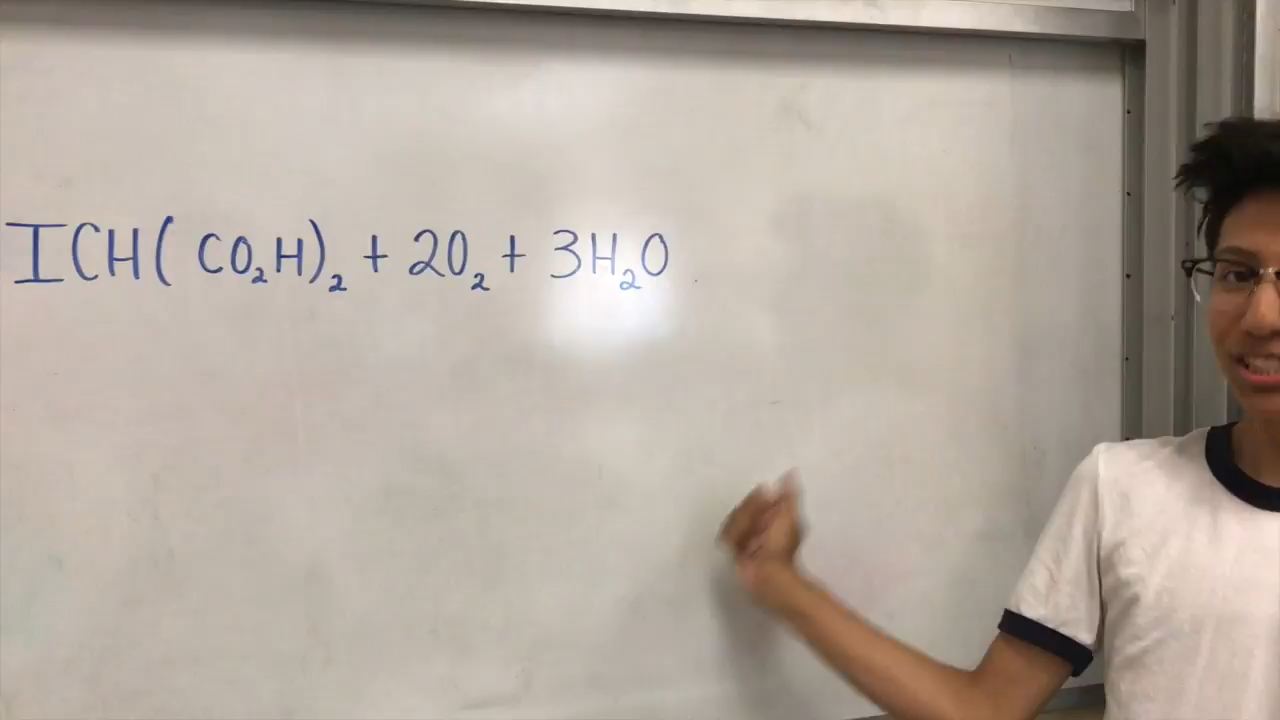 ICH(CO₂H)₂ + 2O₂ + 3H₂O